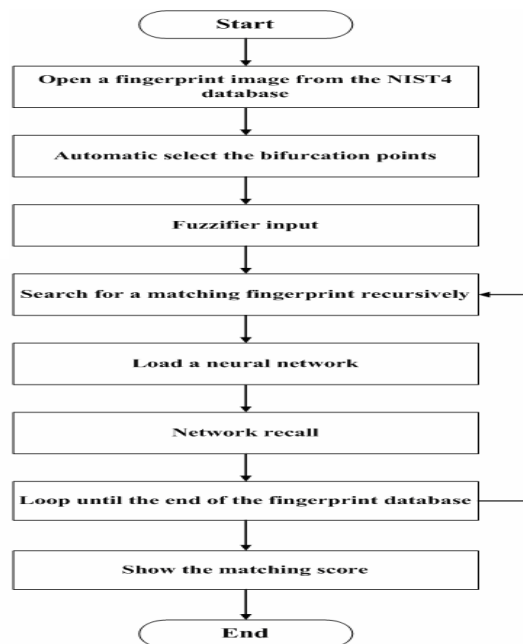 Start
Open a fingerprint image from the NIST4
database
Automatic select the bifurcation points
Fuzzifier input
Search for a matching fingerprint recursively
Load a neural network
Network recall
Loop until the end of the fingerprint database
Show the matching score
End